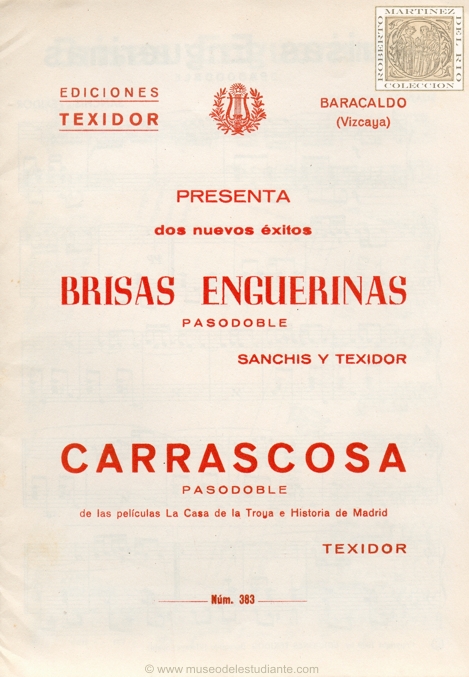 EDICIONES
TEXIDOR
BARACALDO
(Vizcaya)
ROBERTO MARTINEZ DEL RIO
COLECCION
PRESENTA
dos nuevos éxitos
BRISAS ENGUERINAS
PASODOBLE
SANCHIS Y TEXIDOR
CARRASCOSA
PASODOBLE
de las películas La Casa de la Troya e Historia de Madrid
TEXIDOR
Núm. 383
© www museodelestudiante.com